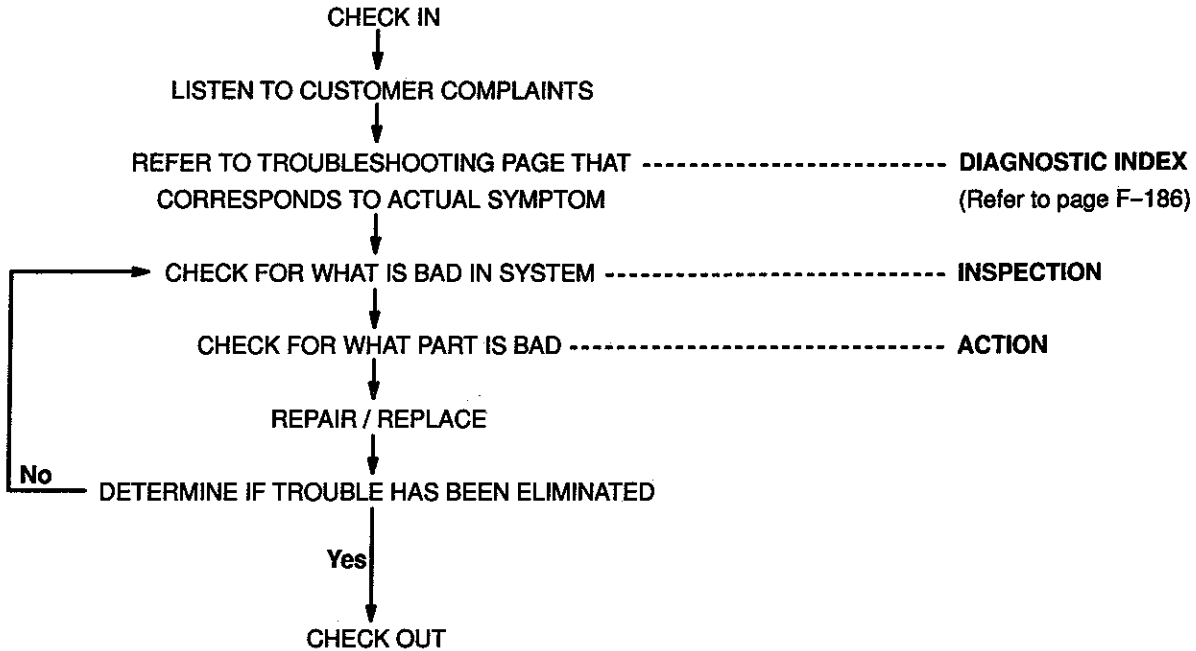 CHECK IN
LISTEN TO CUSTOMER COMPLAINTS
REFER TO TROUBLESHOOTING PAGE THAT DIAGNOSTIC INDEX
CORRESPONDS TO ACTUAL SYMPTOM (Refer to page F–186)
CHECK FOR WHAT IS BAD IN SYSTEM INSPECTION
CHECK FOR WHAT PART IS BAD ACTION
REPAIR / REPLACE
No
DETERMINE IF TROUBLE HAS BEEN ELIMINATED
Yes
CHECK OUT